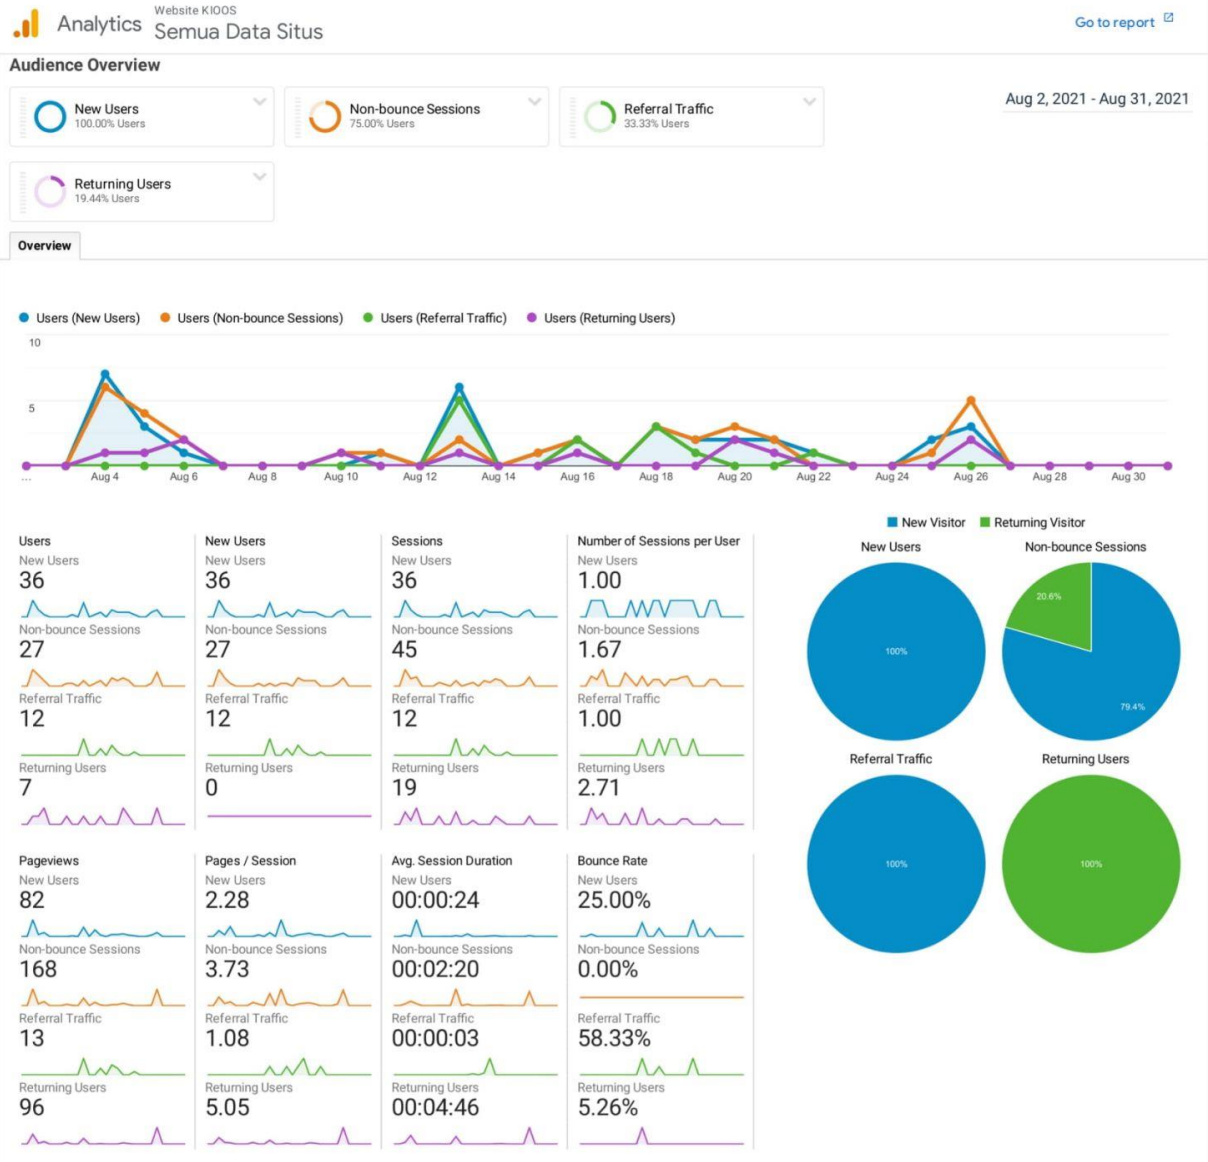 Analytics
Website KIOOS
Semua Data Situs
Go to report
Audience Overview
Aug 2, 2021 - Aug 31, 2021
New Users
100.00% Users
Non-bounce Sessions
75.00% Users
Referral Traffic
33.33% Users
Returning Users
19.44% Users
Overview
Users (New Users) Users (Non-bounce Sessions) Users (Referral Traffic) Users (Returning Users)
10
5
... Aug 4 Aug 6 Aug 8 Aug 10 Aug 12 Aug 14 Aug 16 Aug 18 Aug 20 Aug 22 Aug 24 Aug 26 Aug 28 Aug 30
Users
New Users
36
Non-bounce Sessions
27
Referral Traffic
12
Returning Users
7
New Users
New Users
36
Non-bounce Sessions
27
Referral Traffic
12
Returning Users
0
Sessions
New Users
36
Non-bounce Sessions
45
Referral Traffic
12
Returning Users
19
Number of Sessions per User
New Users
1.00
Non-bounce Sessions
1.67
Referral Traffic
1.00
Returning Users
2.71
Pageviews
New Users
82
Non-bounce Sessions
168
Referral Traffic
13
Returning Users
96
Pages / Session
New Users
2.28
Non-bounce Sessions
3.73
Referral Traffic
1.08
Returning Users
5.05
Avg. Session Duration
New Users
00:00:24
Non-bounce Sessions
00:02:20
Referral Traffic
00:00:03
Returning Users
00:04:46
Bounce Rate
New Users
25.00%
Non-bounce Sessions
0.00%
Referral Traffic
58.33%
Returning Users
5.26%
New Visitor Returning Visitor
New Users
100%
Non-bounce Sessions
20.6%
79.4%
Referral Traffic
100%
Returning Users
100%